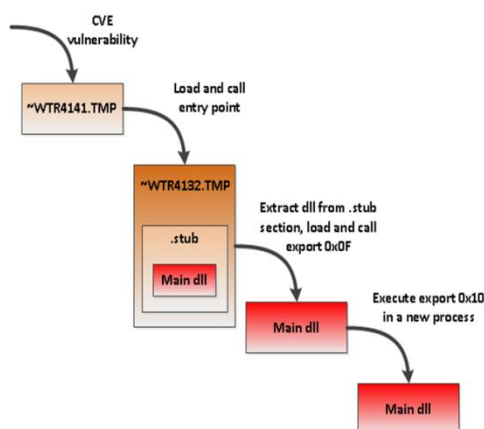 CVE
vulnerability
~WTR4141.TMP
Load and call
entry point
~WTR4132.TMP
.stub
Main dll
Extract dll from .stub
section, load and call
export 0x0F
Main dll
Execute export 0x10
in a new process
Main dll